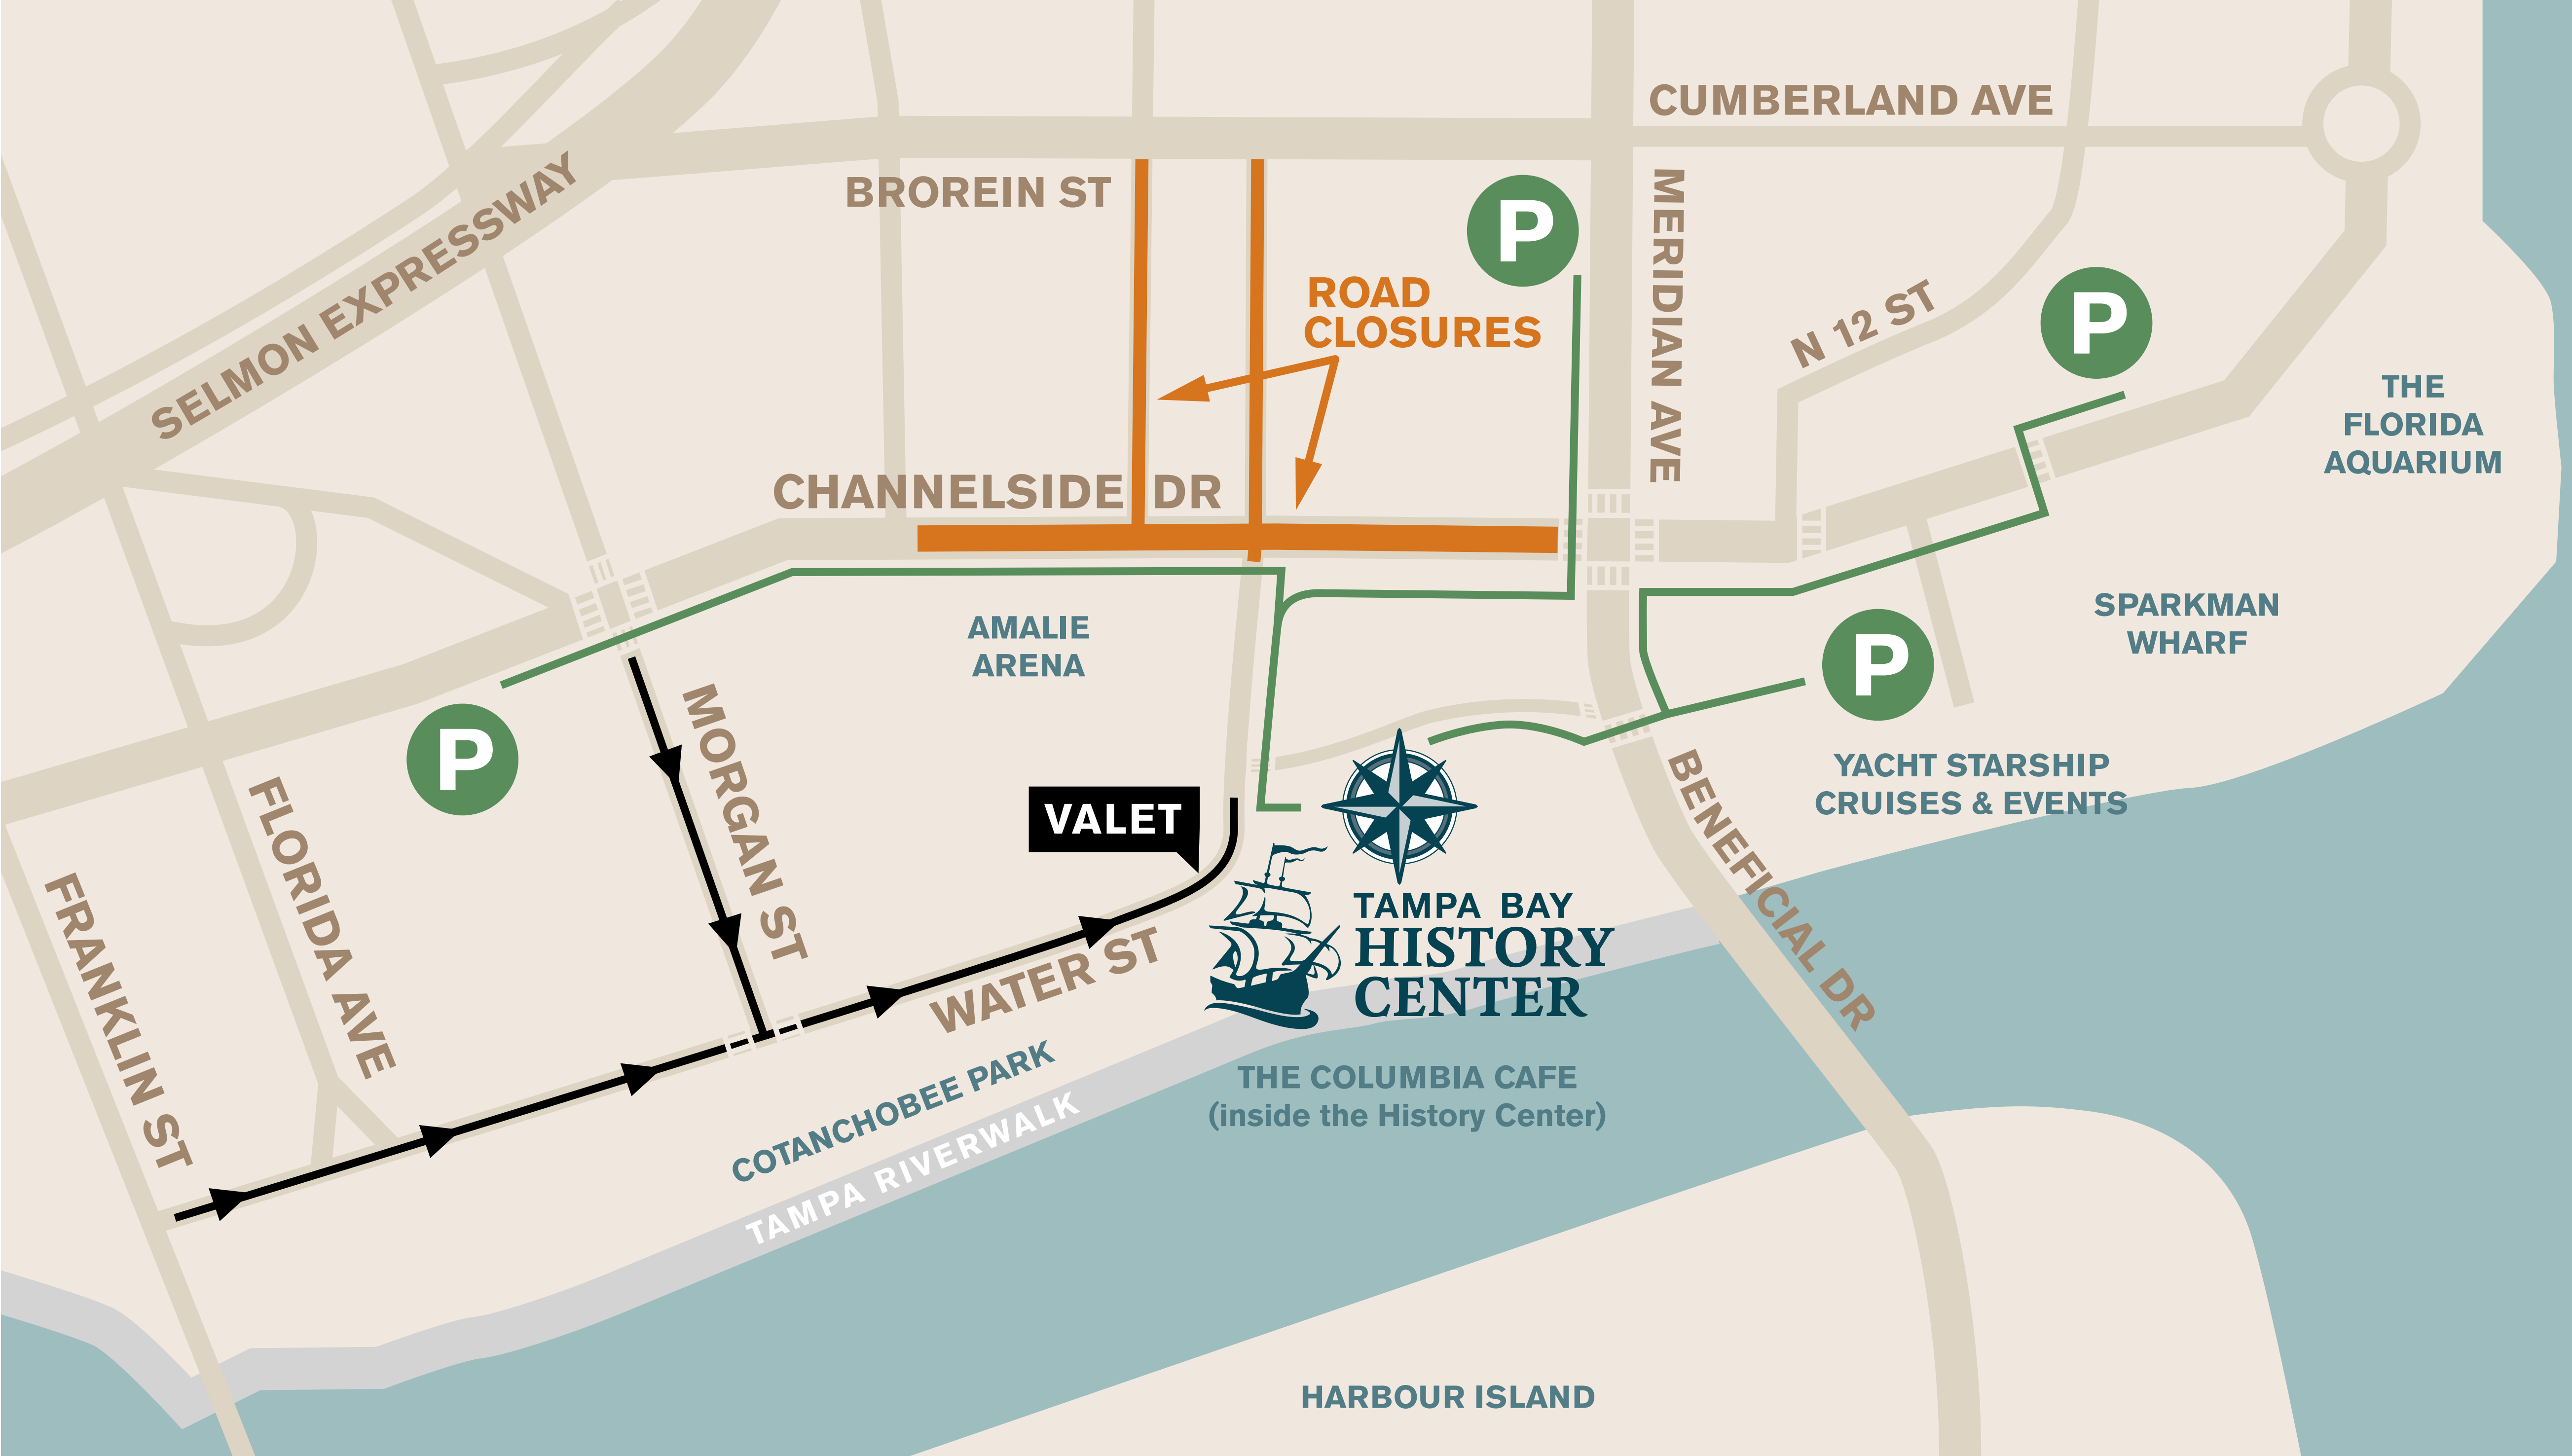 CUMBERLAND AVE
BROREIN ST
SELMON EXPRESSWAY
P
MERIDIAN AVE
ROAD
CLOSURES
N 12 ST
P
THE
FLORIDA
AQUARIUM
CHANNELSIDE DR
AMALIE
ARENA
SPARKMAN
WHARF
P
P
MORGAN ST
YACHT STARSHIP
CRUISES & EVENTS
VALET
FLORIDA AVE
FRANKLIN ST
BENEFICIAL DR
TAMPA BAY
HISTORY
CENTER
WATER ST
COTANCHOBEE PARK
TAMPA RIVERWALK
THE COLUMBIA CAFE
(inside the History Center)
HARBOUR ISLAND